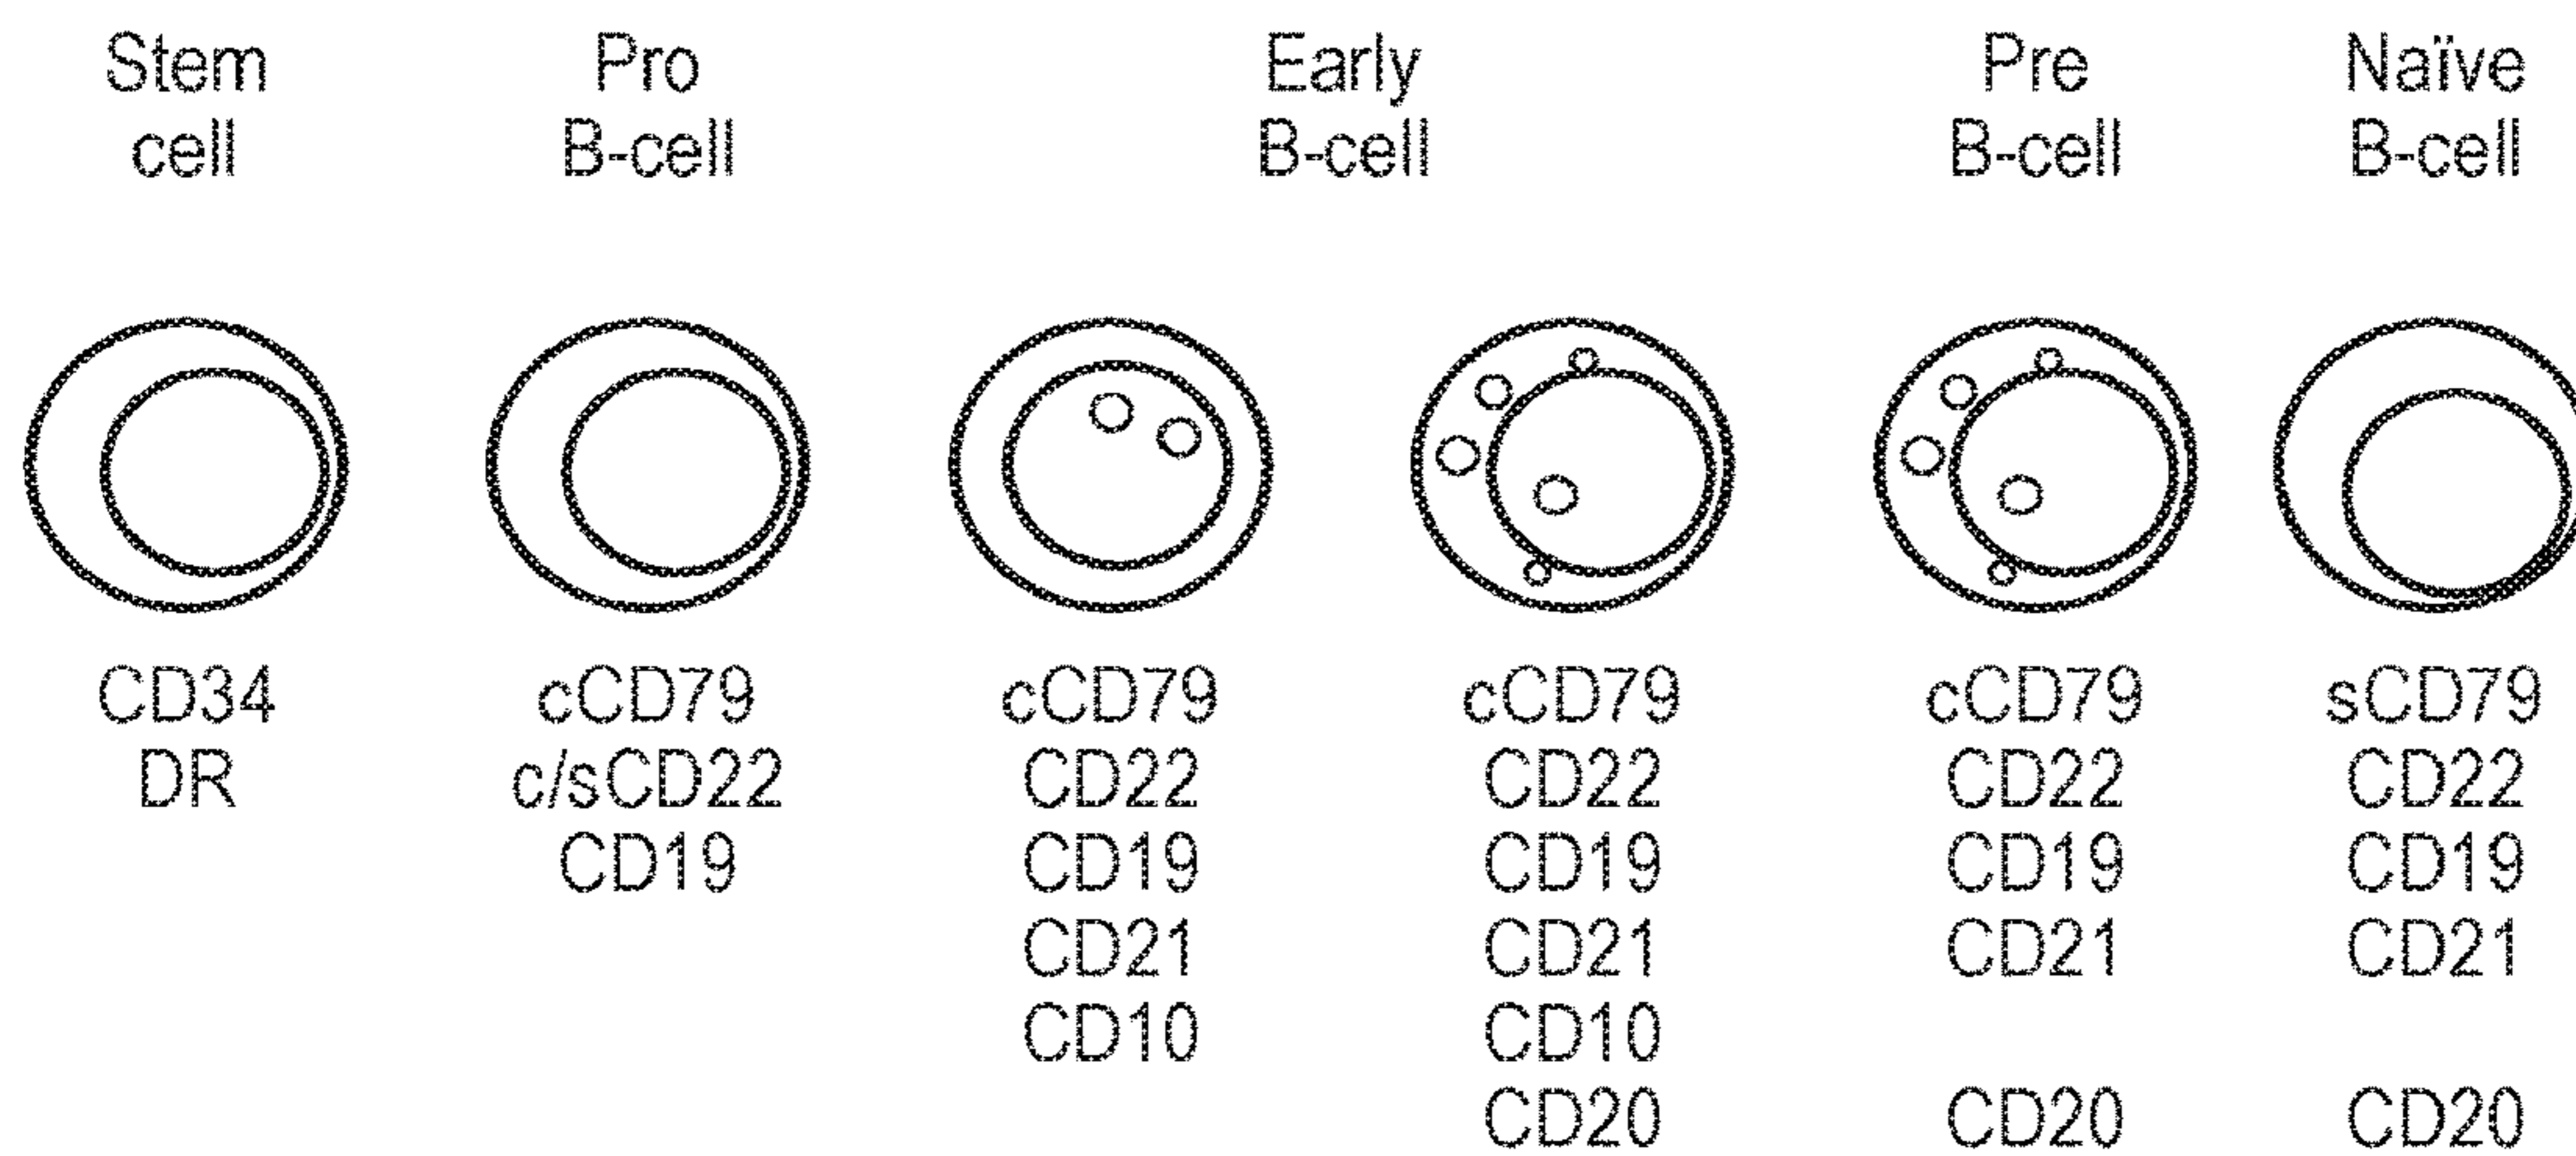 Stem Pro Early Pre Naïve
cell B-cell B-cell B-cell B-cell
CD34 cCD79 cCD79 cCD79 cCD79 sCD79
DR c/sCD22 CD22 CD22 CD22 CD22
CD19 CD19 CD19 CD19 CD19
CD21 CD21 CD21 CD21
CD10 CD10
CD20 CD20 CD20